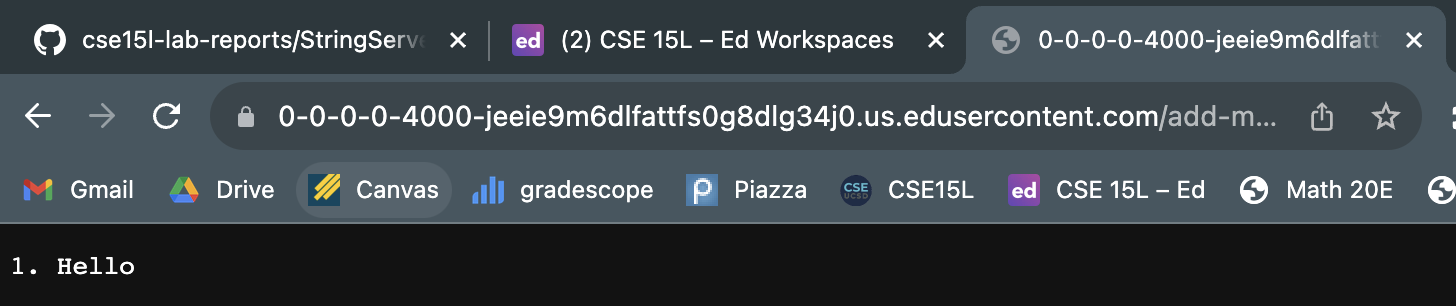 cse15l-lab-reports/StringServe ed (2) CSE 15L – Ed Workspaces 0-0-0-0-4000-jeeie9m6dlfatt
0-0-0-0-4000-jeeie9m6dlfattfs0g8dlg34j0.us.edusercontent.com/add-m...
Gmail Drive Canvas gradescope Piazza CSE UCSD CSE15L ed CSE 15L – Ed Math 20E
1. Hello